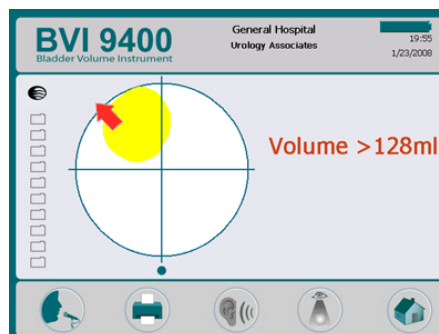 BVI 9400
Bladder Volume Instrument
General Hospital
Urology Associates
19:55
1/23/2008
Volume >128ml